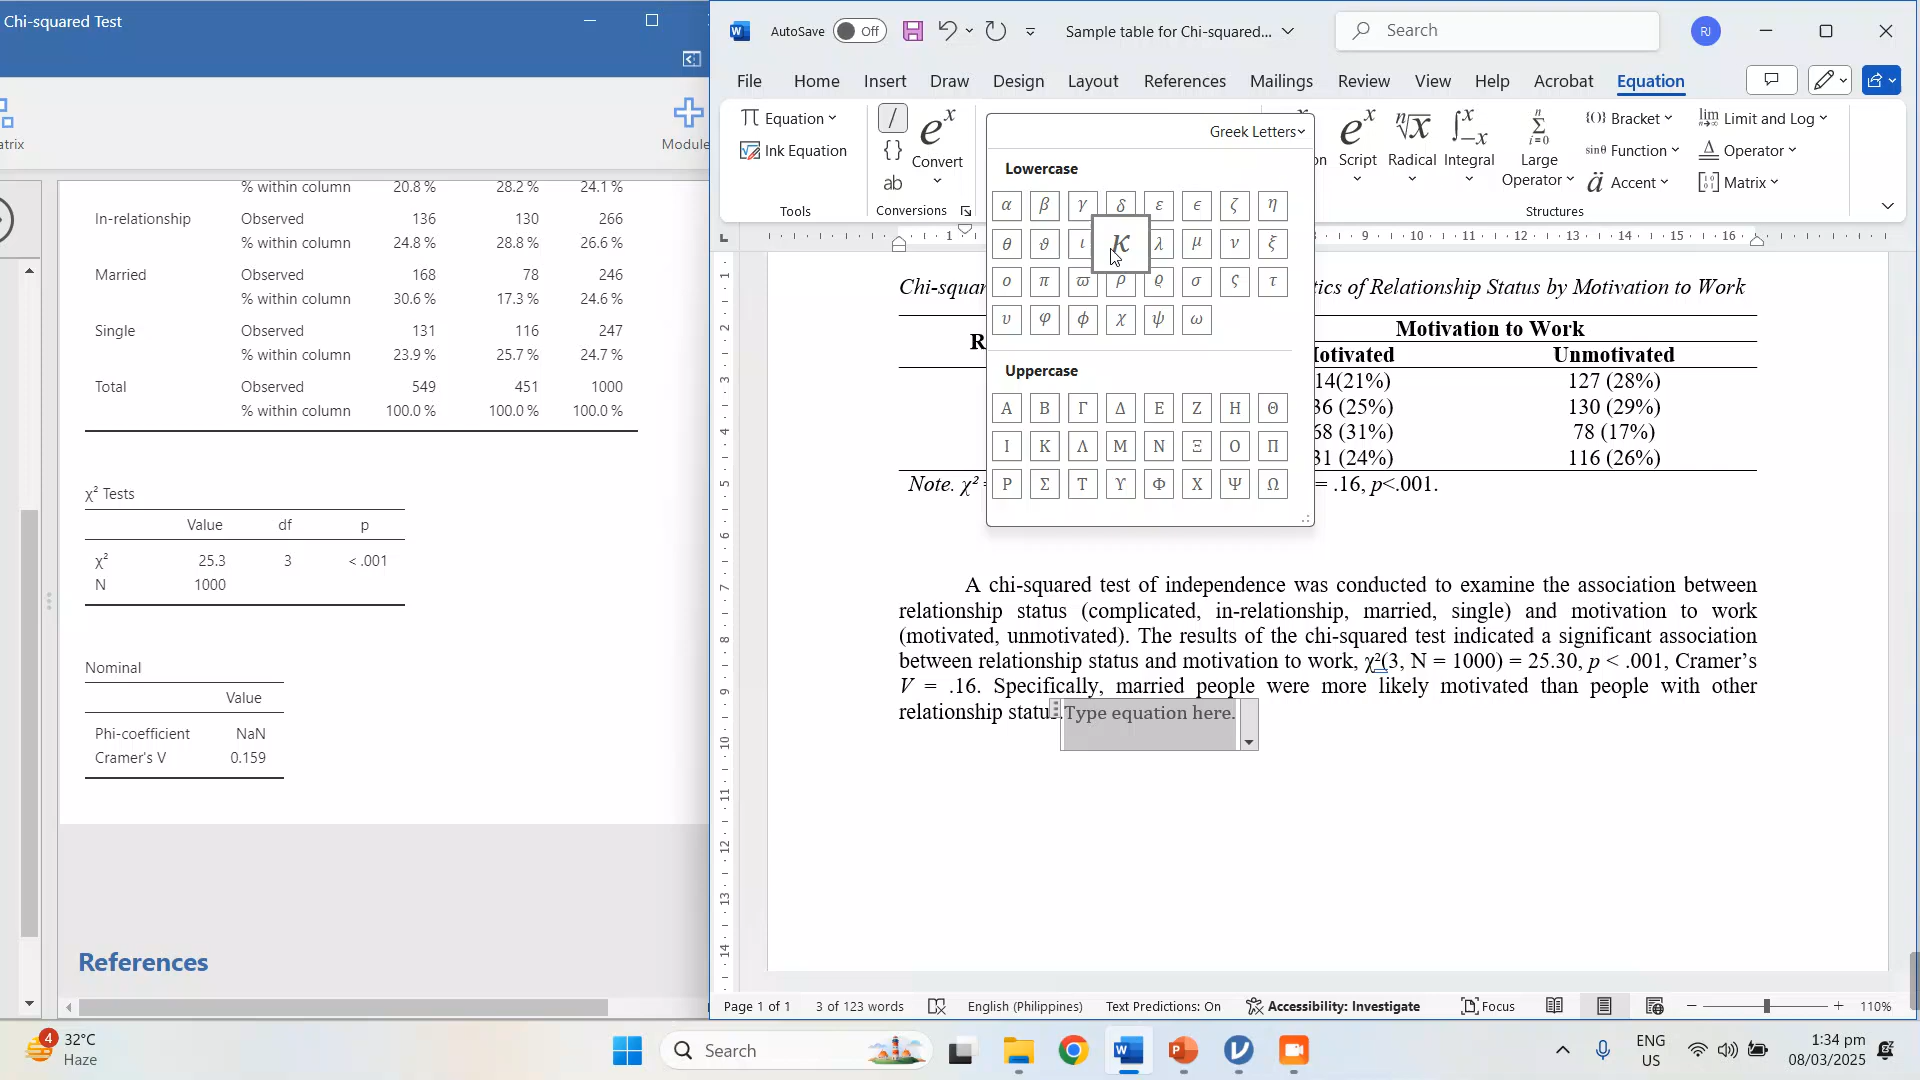 Chi-squared Test
atrix
Module
% within column 20.8 % 28.2 % 24.1 %
In-relationship Observed 136 130 266
% within column 24.8 % 28.8 % 26.6 %
Married Observed 168 78 246
% within column 30.6 % 17.3 % 24.6 %
Single Observed 131 116 247
% within column 23.9 % 25.7 % 24.7 %
Total Observed 549 451 1000
% within column 100.0 % 100.0 % 100.0 %
χ² Tests
Value df p
χ² 25.3 3 < .001
N 1000
Nominal
Value
Phi-coefficient NaN
Cramer's V 0.159
References
AutoSave Off Sample table for Chi-squared... Search RJ
File Home Insert Draw Design Layout References Mailings Review View Help Acrobat Equation
Equation
Ink Equation
Tools
Convert
ab
Conversions
Script
Radical
Integral
Large Operator
Bracket
Function
Accent
Limit and Log
Operator
Matrix
Structures
Greek Letters
Lowercase
α β γ δ ε ϵ ζ η
θ ϑ ι κ λ μ ν ξ
ο π ϖ ρ ϱ σ ς τ
υ φ ϕ χ ψ ω
Uppercase
Α Β Γ Δ Ε Ζ Η Θ
Ι Κ Λ Μ Ν Ξ Ο Π
Ρ Σ Τ Υ Φ Χ Ψ Ω
Chi-squar tics of Relationship Status by Motivation to Work
R Motivation to Work
otivated Unmotivated
14(21%) 127 (28%)
36 (25%) 130 (29%)
68 (31%) 78 (17%)
31 (24%) 116 (26%)
Note. χ² = = .16, p<.001.
A chi-squared test of independence was conducted to examine the association between
relationship status (complicated, in-relationship, married, single) and motivation to work
(motivated, unmotivated). The results of the chi-squared test indicated a significant association
between relationship status and motivation to work, χ²(3, N = 1000) = 25.30, p < .001, Cramer’s
V = .16. Specifically, married people were more likely motivated than people with other
relationship status. Type equation here.
Page 1 of 1 3 of 123 words English (Philippines) Text Predictions: On Accessibility: Investigate Focus 110%
4 32°C
Haze
Search
ENG
US
1:34 pm
08/03/2025